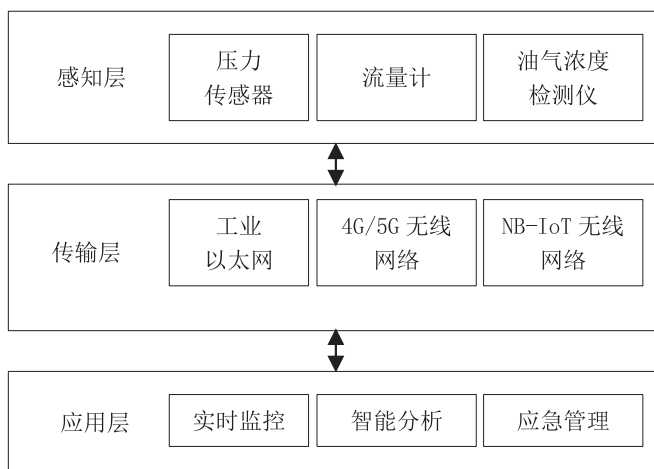 感知层
压力
传感器
流量计
油气浓度
检测仪
传输层
工业
以太网
4G/5G 无线
网络
NB-IoT 无线
网络
应用层
实时监控
智能分析
应急管理